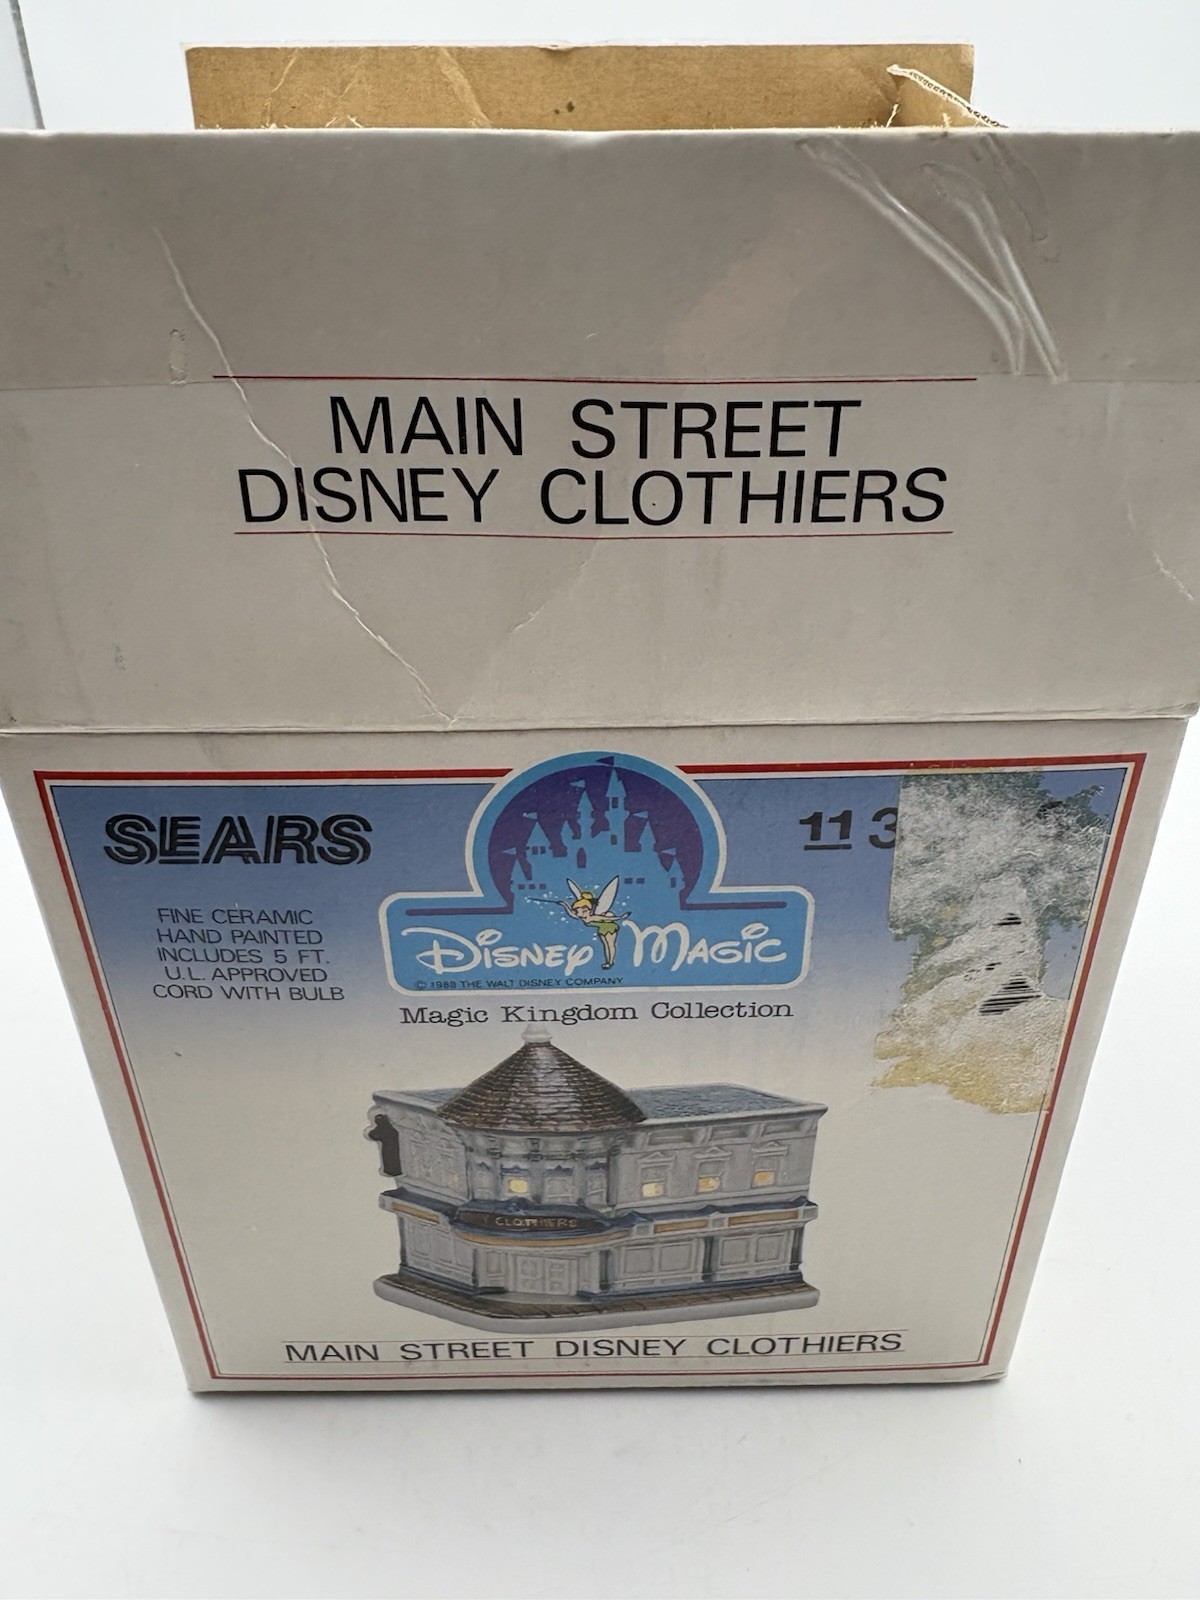 MAIN STREET
DISNEY CLOTHIERS
SEARS
11 3
FINE CERAMIC
HAND PAINTED
INCLUDES 5 FT.
U.L. APPROVED
CORD WITH BULB
DISNEY MAGIC
© 1988 THE WALT DISNEY COMPANY
Magic Kingdom Collection
Y CLOTHIERS
MAIN STREET DISNEY CLOTHIERS